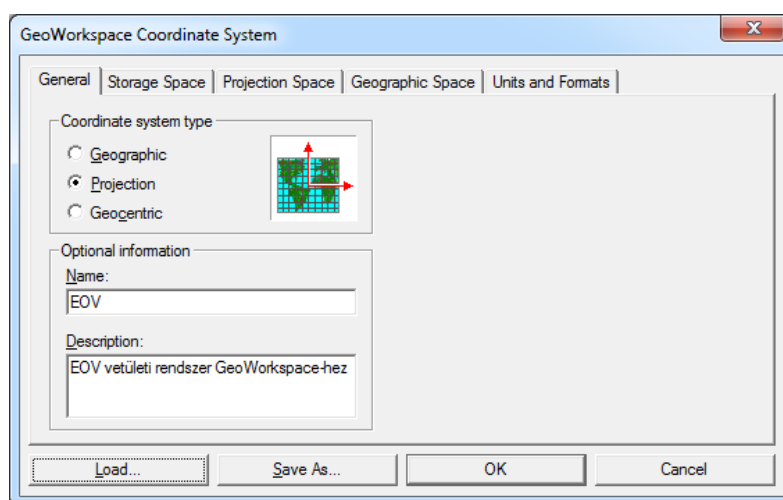 GeoWorkspace Coordinate System
General Storage Space Projection Space Geographic Space Units and Formats
Coordinate system type
Geographic
Projection
Geocentric
Optional information
Name:
EOV
Description:
EOV vetületi rendszer GeoWorkspace-hez
Load... Save As... OK Cancel